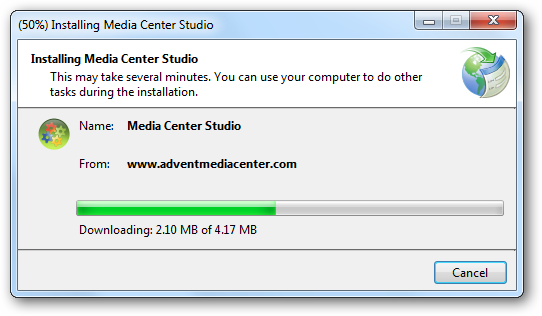 (50%) Installing Media Center Studio
Installing Media Center Studio
This may take several minutes. You can use your computer to do other
tasks during the installation.
Name: Media Center Studio
From: www.adventmediacenter.com
Downloading: 2.10 MB of 4.17 MB
Cancel